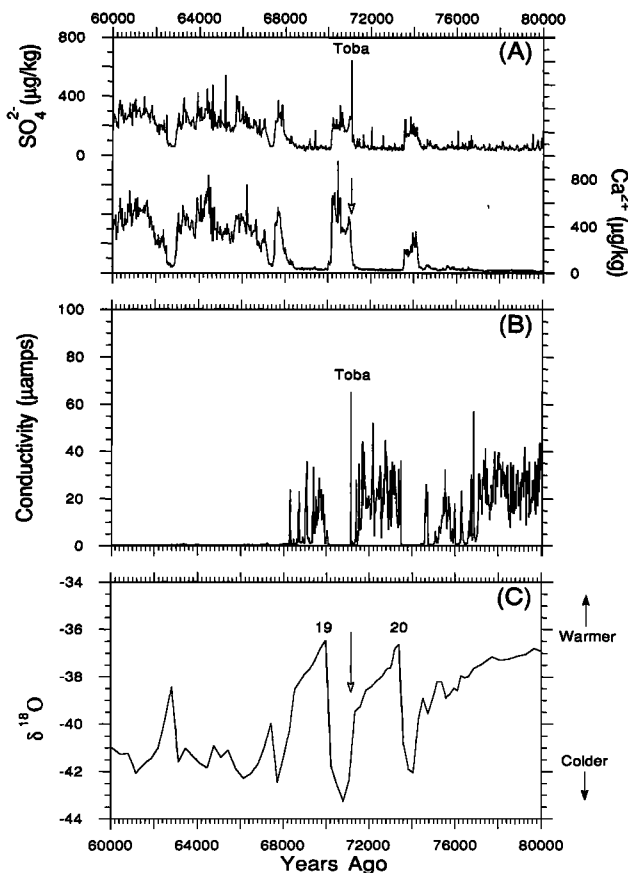 60000 64000 68000 72000 76000 80000
800
400
0
SO₄²⁻ (µg/kg)
Toba
(A)
800
400
0
Ca²⁺ (µg/kg)
100
80
60
40
20
0
Conductivity (µamps)
Toba
(B)
-34
-36
-38
-40
-42
-44
δ ¹⁸O
19
20
(C)
Warmer
Colder
60000 64000 68000 72000 76000 80000
Years Ago